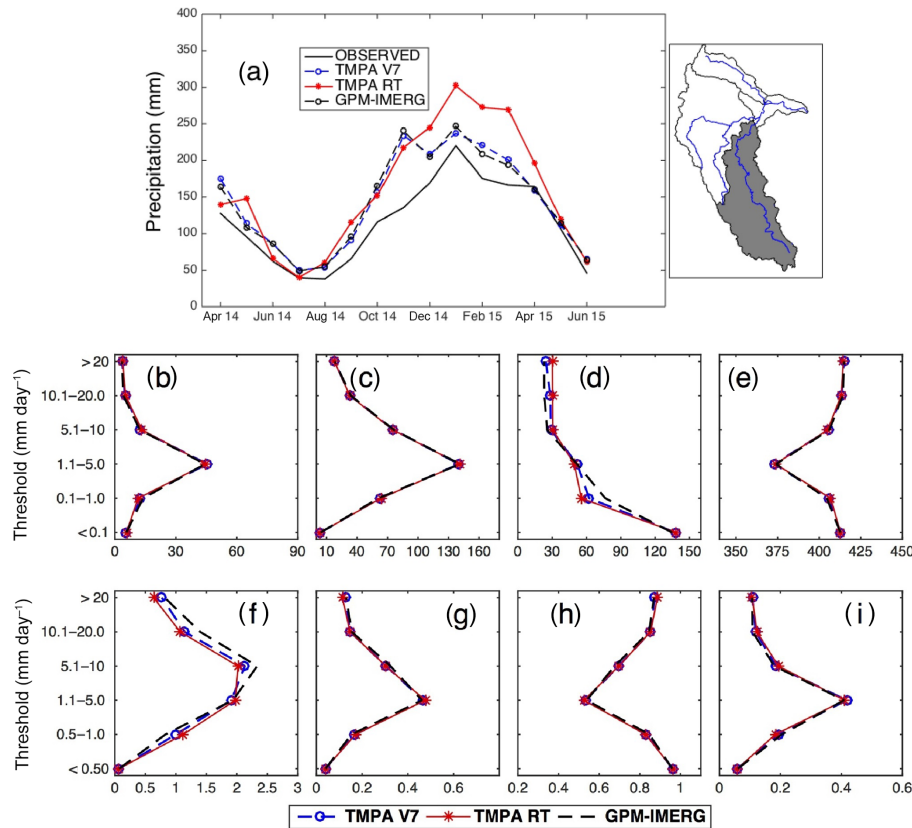 400
350
300
250
200
150
100
50
0
Precipitation (mm)
(a)
OBSERVED
TMPA V7
TMPA RT
GPM-IMERG
Apr 14 Jun 14 Aug 14 Oct 14 Dec 14 Feb 15 Apr 15 Jun 15
Threshold (mm day⁻¹)
> 20
10.1−20.0
5.1−10
1.1−5.0
0.1−1.0
< 0.1
(b) (c) (d) (e)
0 30 60 90 10 40 70 100 130 160 0 30 60 90 120 150 350 380 410 450
Threshold (mm day⁻¹)
> 20
10.1−20.0
5.1−10
1.1−5.0
0.5−1.0
< 0.50
(f) (g) (h) (i)
0 0.5 1 1.5 2 2.5 3 0 0.2 0.4 0.6 0.2 0.4 0.6 0.8 1 0 0.2 0.4 0.6
TMPA V7 TMPA RT GPM-IMERG